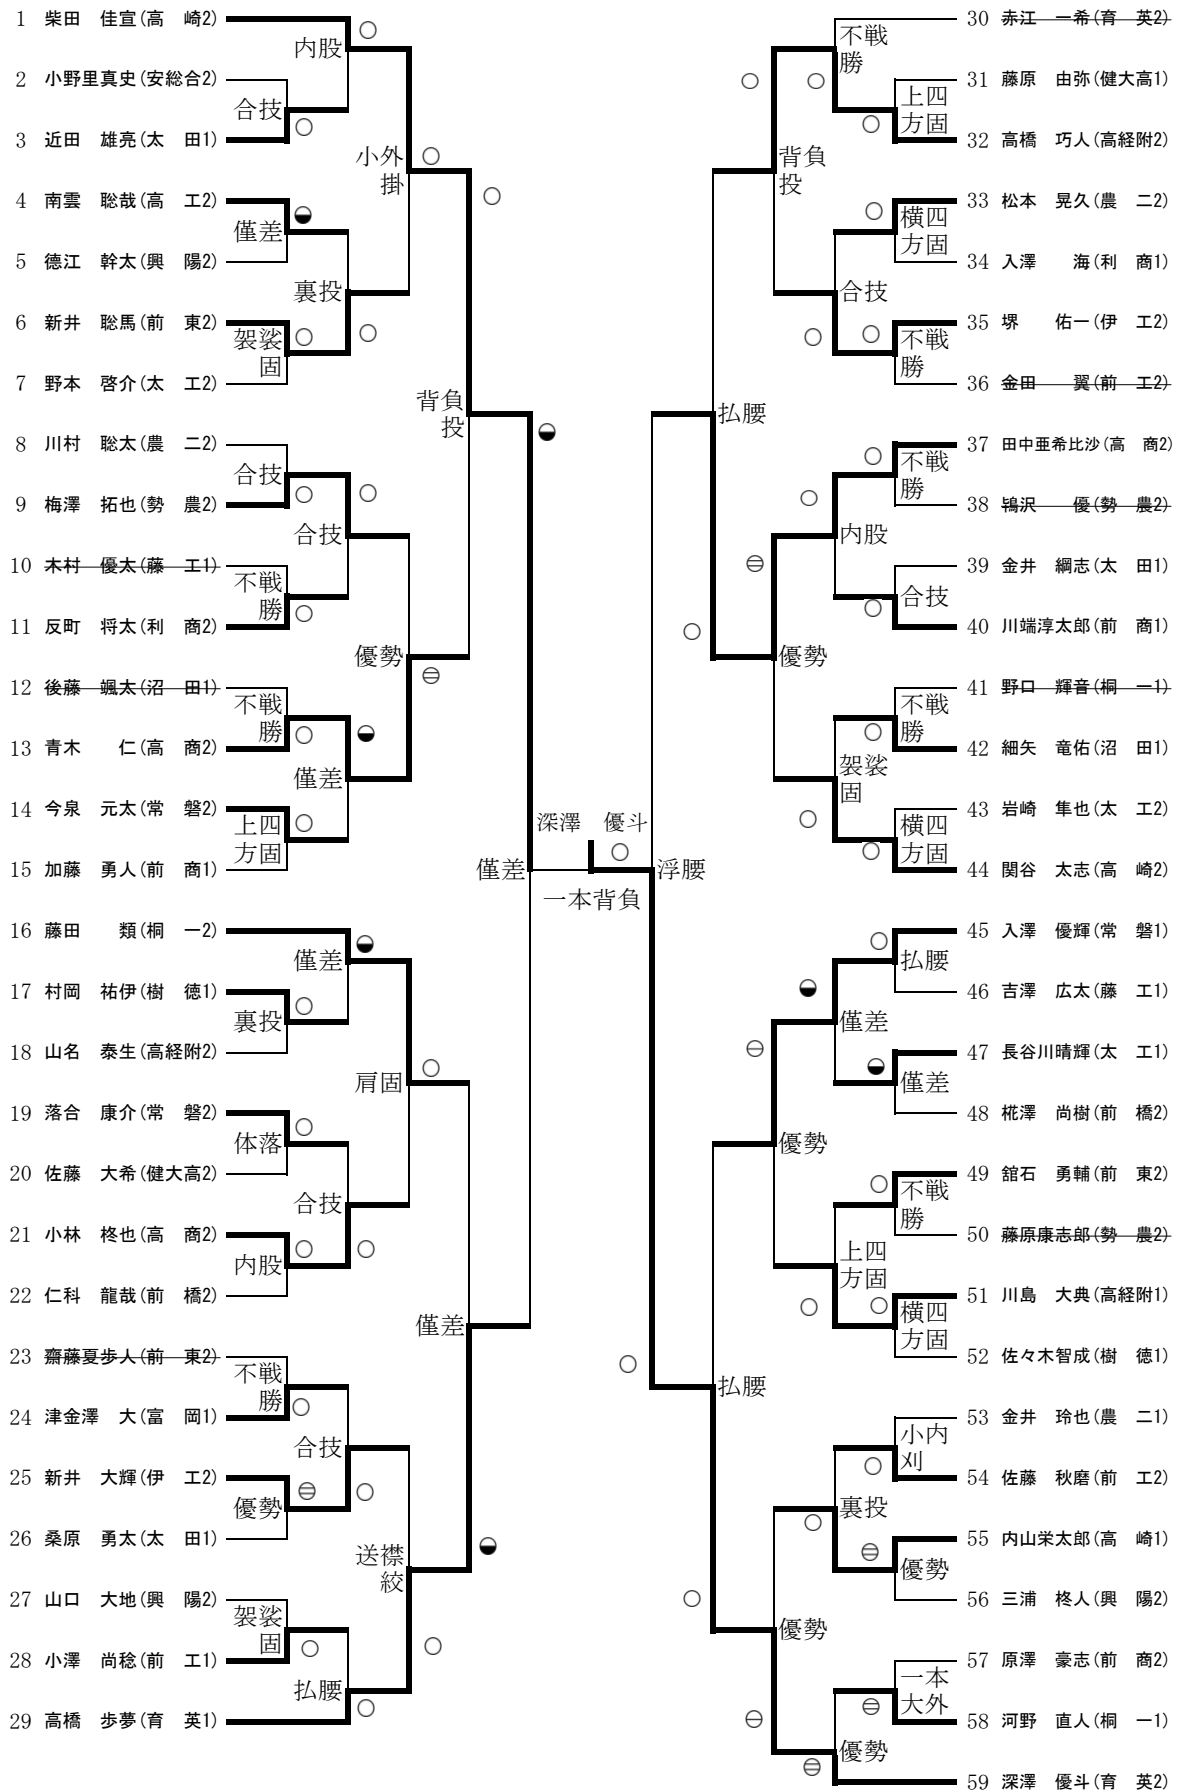 1 柴田　佳宣(高　崎2)
内股
2 小野里真史(安総合2)
合技
3 近田　雄亮(太　田1)
小外
掛
4 南雲　聡哉(高　工2)
僅差
5 德江　幹太(興　陽2)
裏投
6 新井　聡馬(前　東2)
袈裟
固
7 野本　啓介(太　工2)
背負
投
8 川村　聡太(農　二2)
合技
9 梅澤　拓也(勢　農2)
合技
10 木村　優太(藤　工1)
不戦
勝
11 反町　将太(利　商2)
優勢
12 後藤　颯太(沼　田1)
不戦
勝
13 青木　　仁(高　商2)
僅差
14 今泉　元太(常　磐2)
上四
方固
15 加藤　勇人(前　商1)
僅差
16 藤田　　類(桐　一2)
僅差
17 村岡　祐伊(樹　徳1)
裏投
18 山名　泰生(高経附2)
肩固
19 落合　康介(常　磐2)
体落
20 佐藤　大希(健大高2)
合技
21 小林　柊也(高　商2)
内股
22 仁科　龍哉(前　橋2)
僅差
23 齋藤夏歩人(前　東2)
不戦
勝
24 津金澤　大(富　岡1)
合技
25 新井　大輝(伊　工2)
優勢
26 桑原　勇太(太　田1)
送襟
絞
27 山口　大地(興　陽2)
袈裟
固
28 小澤　尚稔(前　工1)
払腰
29 高橋　歩夢(育　英1)
深澤　優斗
一本背負
浮腰
30 赤江　一希(育　英2)
不戦
勝
31 藤原　由弥(健大高1)
上四
方固
32 高橋　巧人(高経附2)
背負
投
33 松本　晃久(農　二2)
横四
方固
34 入澤　　海(利　商1)
合技
35 堺　　佑一(伊　工2)
不戦
勝
36 金田　　翼(前　工2)
払腰
37 田中亜希比沙(高　商2)
不戦
勝
38 鴇沢　　優(勢　農2)
内股
39 金井　綱志(太　田1)
合技
40 川端淳太郎(前　商1)
優勢
41 野口　輝音(桐　一1)
不戦
勝
42 細矢　竜佑(沼　田1)
袈裟
固
43 岩崎　隼也(太　工2)
横四
方固
44 関谷　太志(高　崎2)
45 入澤　優輝(常　磐1)
払腰
46 吉澤　広太(藤　工1)
僅差
47 長谷川晴輝(太　工1)
僅差
48 椛澤　尚樹(前　橋2)
優勢
49 舘石　勇輔(前　東2)
不戦
勝
50 藤原康志郎(勢　農2)
上四
方固
51 川島　大典(高経附1)
横四
方固
52 佐々木智成(樹　徳1)
払腰
53 金井　玲也(農　二1)
小内
刈
54 佐藤　秋磨(前　工2)
裏投
55 内山栄太郎(高　崎1)
優勢
56 三浦　柊人(興　陽2)
優勢
57 原澤　豪志(前　商2)
一本
大外
58 河野　直人(桐　一1)
優勢
59 深澤　優斗(育　英2)